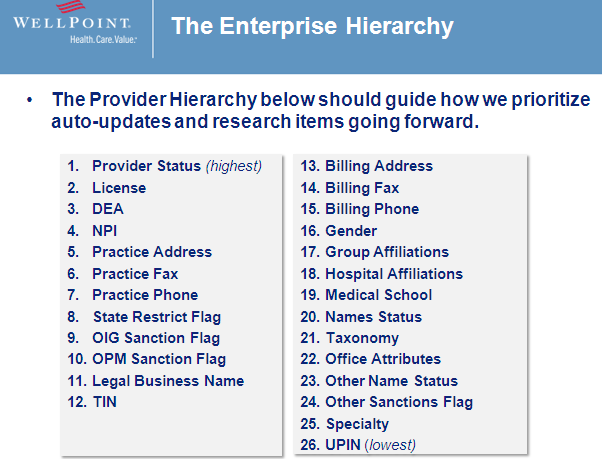 WELLPOINT.
Health. Care. Value.
The Enterprise Hierarchy
• The Provider Hierarchy below should guide how we prioritize
auto-updates and research items going forward.
1. Provider Status (highest)
2. License
3. DEA
4. NPI
5. Practice Address
6. Practice Fax
7. Practice Phone
8. State Restrict Flag
9. OIG Sanction Flag
10. OPM Sanction Flag
11. Legal Business Name
12. TIN
13. Billing Address
14. Billing Fax
15. Billing Phone
16. Gender
17. Group Affiliations
18. Hospital Affiliations
19. Medical School
20. Names Status
21. Taxonomy
22. Office Attributes
23. Other Name Status
24. Other Sanctions Flag
25. Specialty
26. UPIN (lowest)